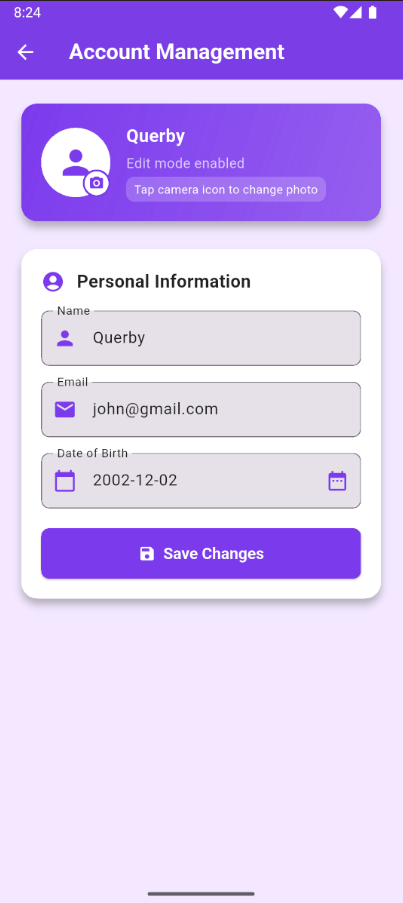 8:24
Account Management
Querby
Edit mode enabled
Tap camera icon to change photo
Personal Information
Name
Querby
Email
john@gmail.com
Date of Birth
2002-12-02
Save Changes